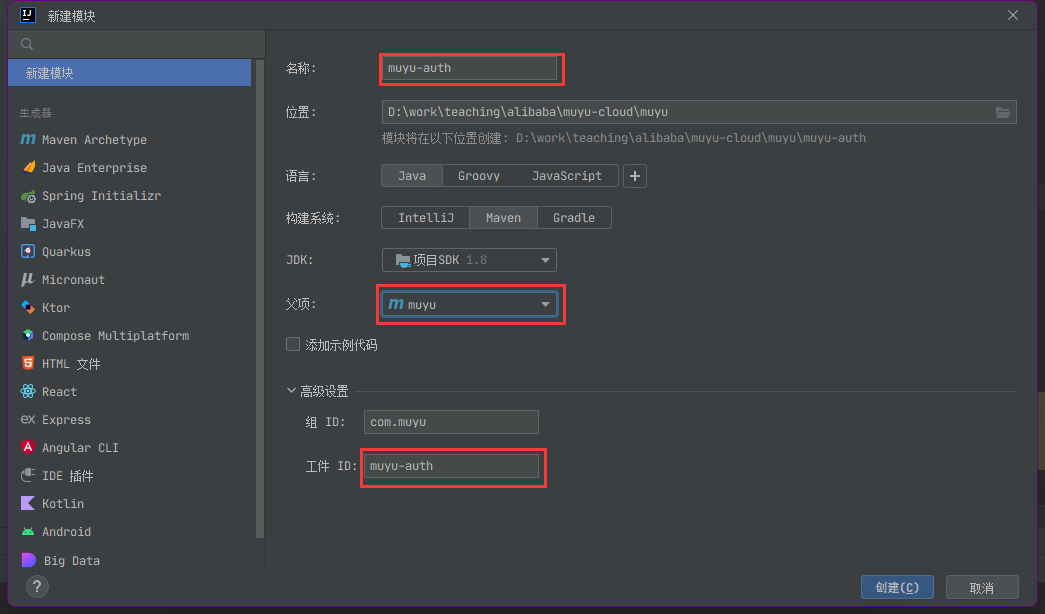 新建模块
新建模块
生成器
Maven Archetype
Java Enterprise
Spring Initializr
JavaFX
Quarkus
Micronaut
Ktor
Compose Multiplatform
HTML 文件
React
Express
Angular CLI
IDE 插件
Kotlin
Android
Big Data
名称: muyu-auth
位置: D:\work\teaching\alibaba\muyu-cloud\muyu
模块将在以下位置创建: D:\work\teaching\alibaba\muyu-cloud\muyu\muyu-auth
语言: Java Groovy JavaScript +
构建系统: IntelliJ Maven Gradle
JDK: 项目SDK 1.8
父项: muyu
添加示例代码
高级设置
组 ID: com.muyu
工件 ID: muyu-auth
? 创建(C) 取消